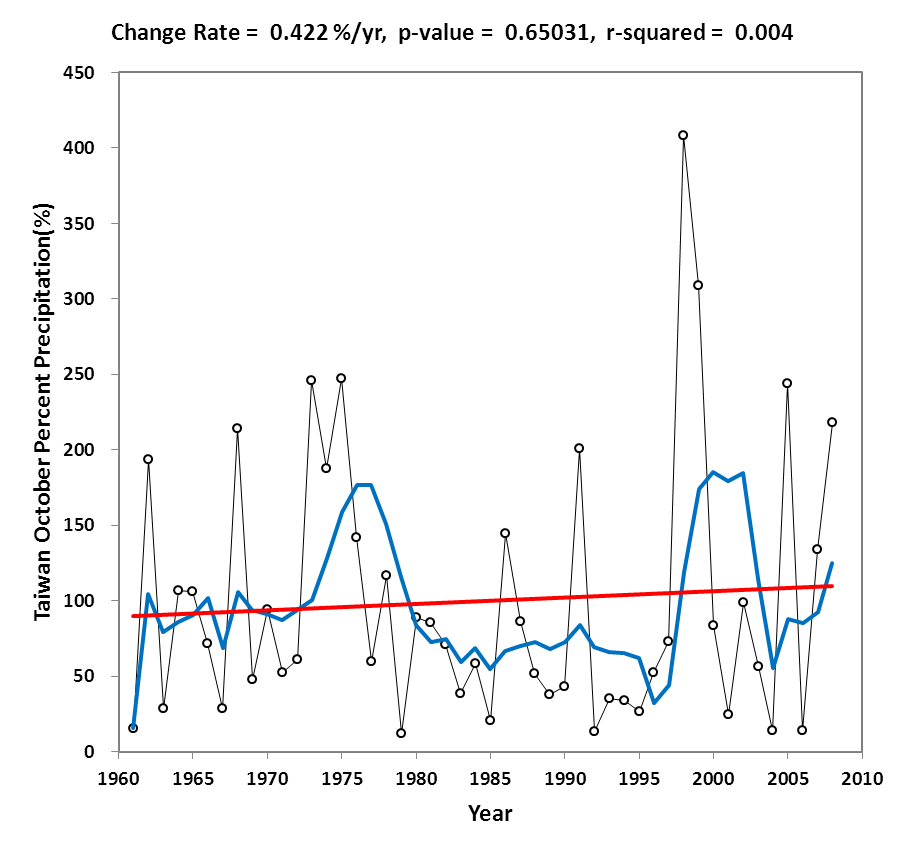 Change Rate = 0.422 %/yr, p-value = 0.65031, r-squared = 0.004
Taiwan October Percent Precipitation(%)
450
400
350
300
250
200
150
100
50
0
1960 1965 1970 1975 1980 1985 1990 1995 2000 2005 2010
Year